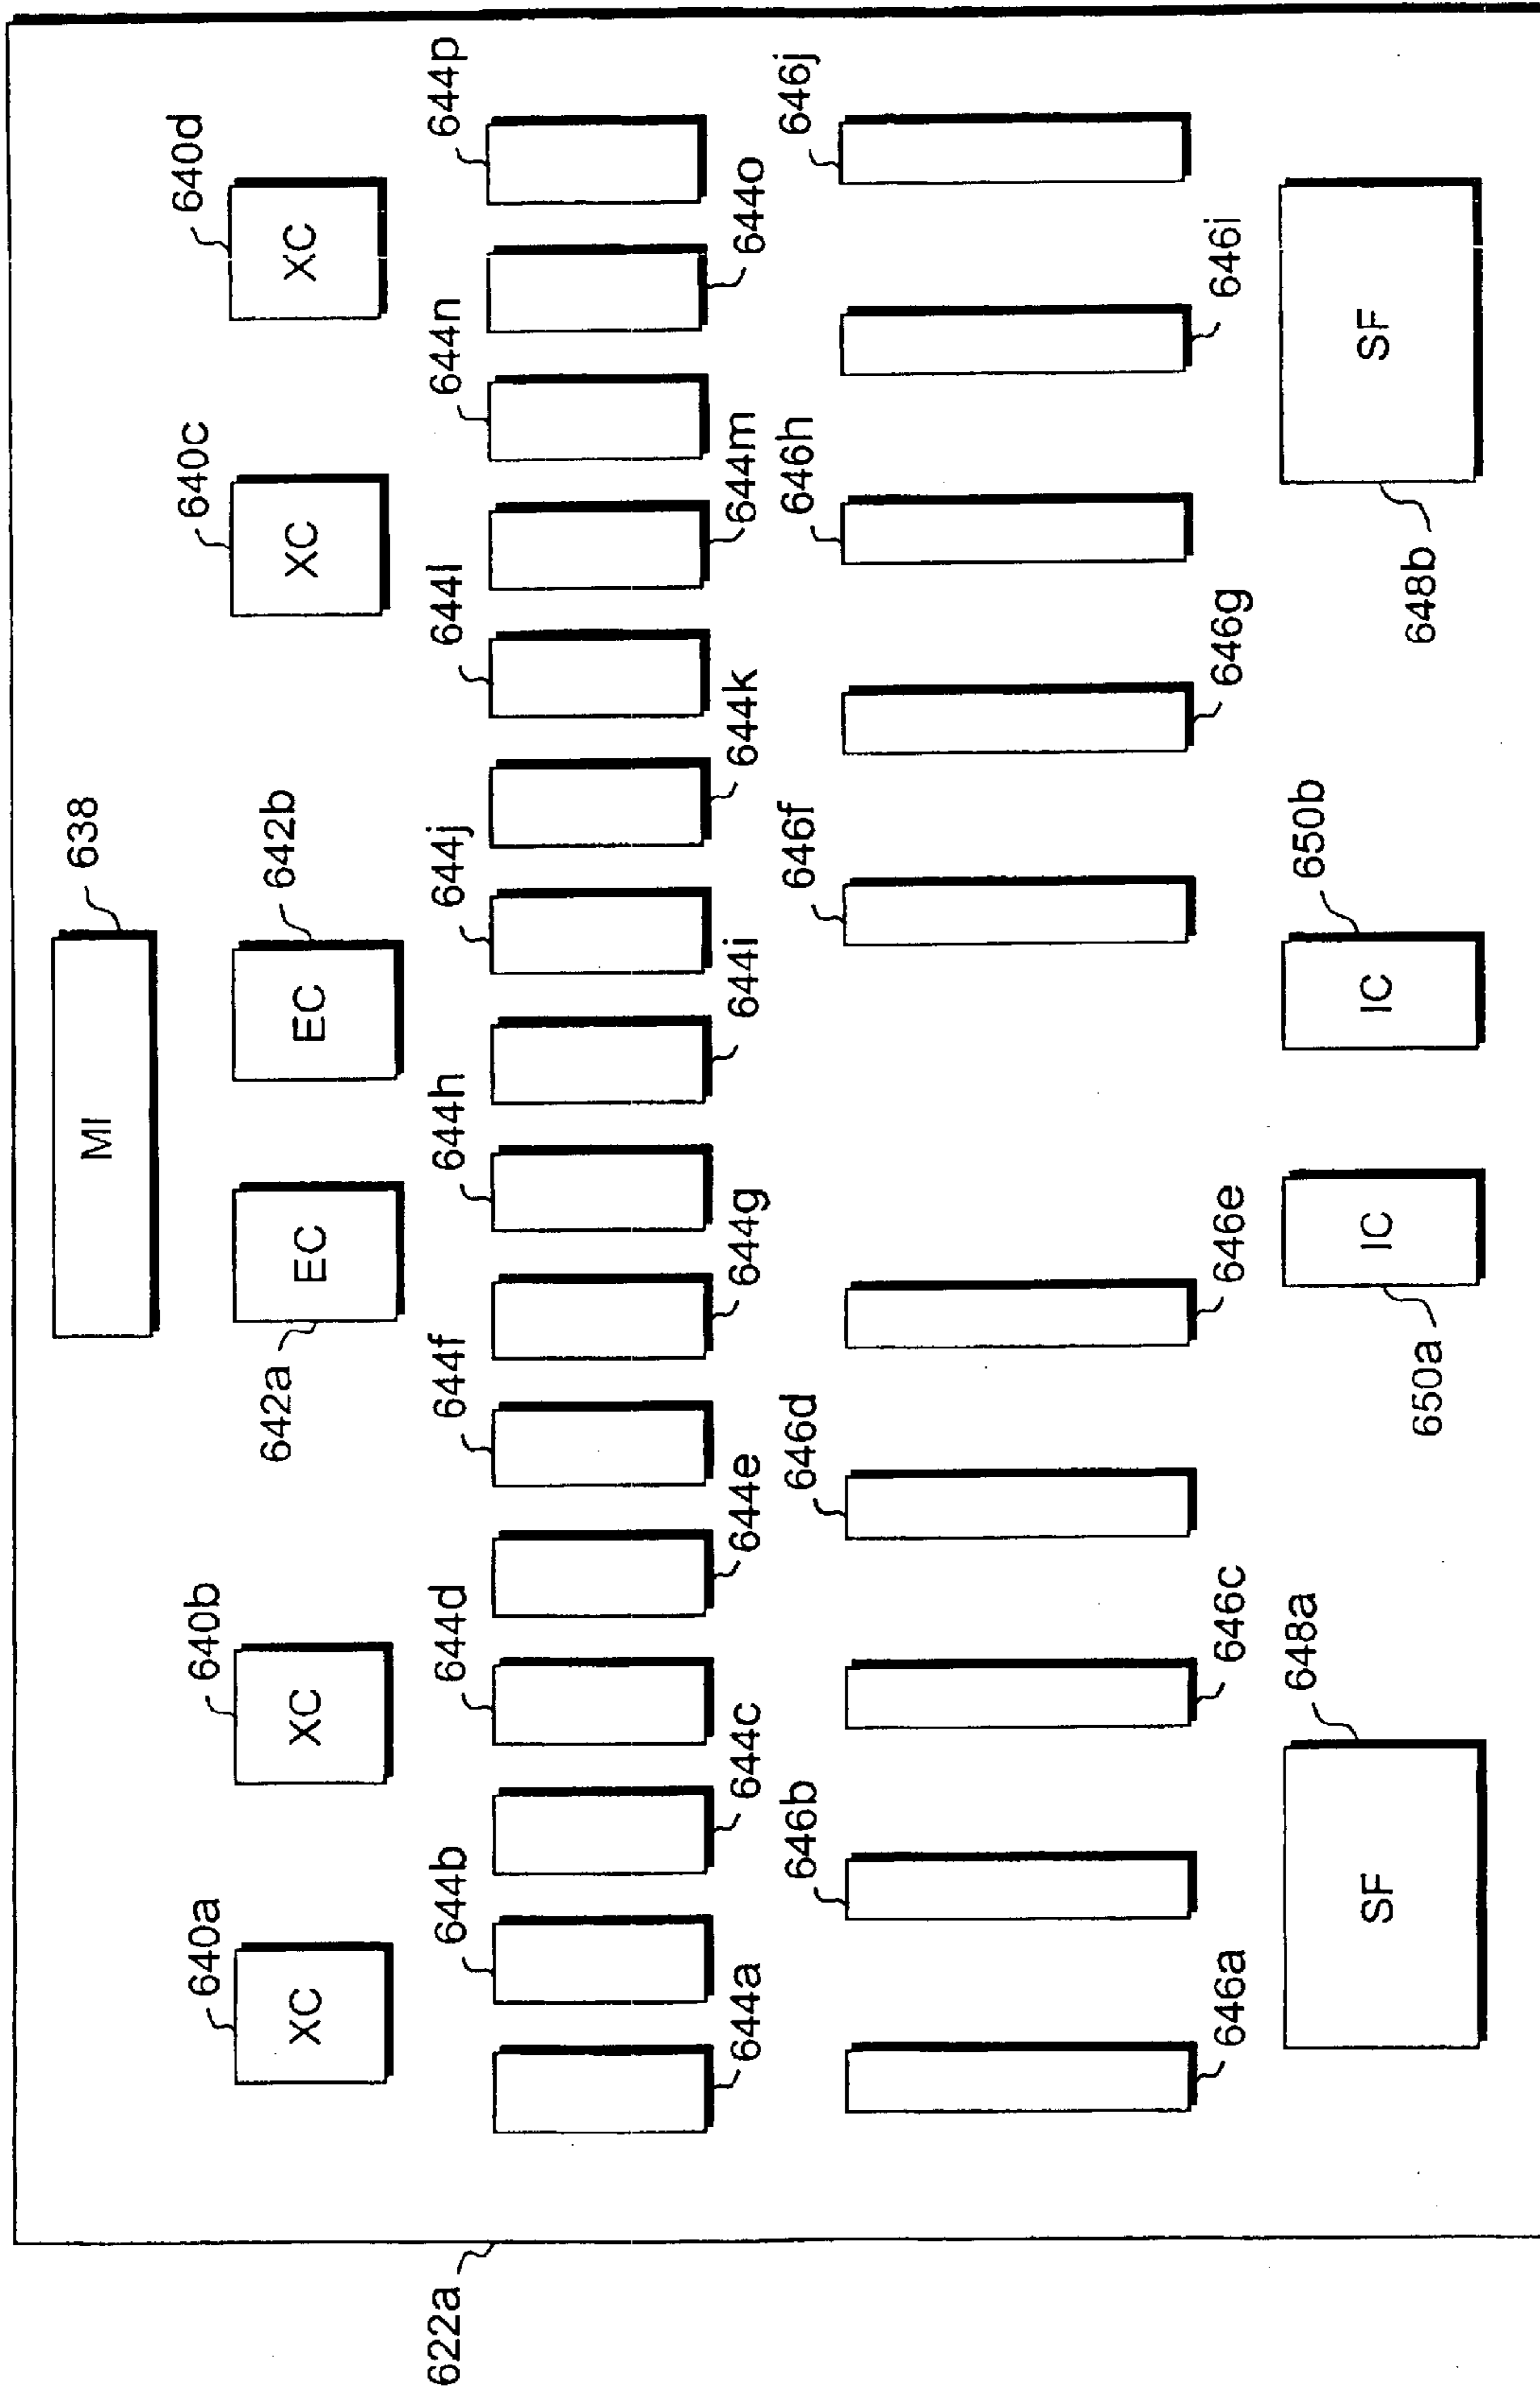 638
MI
640a
XC
640b
XC
642a
EC
642b
EC
640c
XC
640d
XC
622a
644b
644d
644f
644h
644j
644l
644n
644p
644a
644c
644e
644g
644i
644k
644m
644o
646b
646d
646f
646h
646j
646a
646c
646e
646g
646i
648a
SF
IC
650a
650b
IC
SF
648b